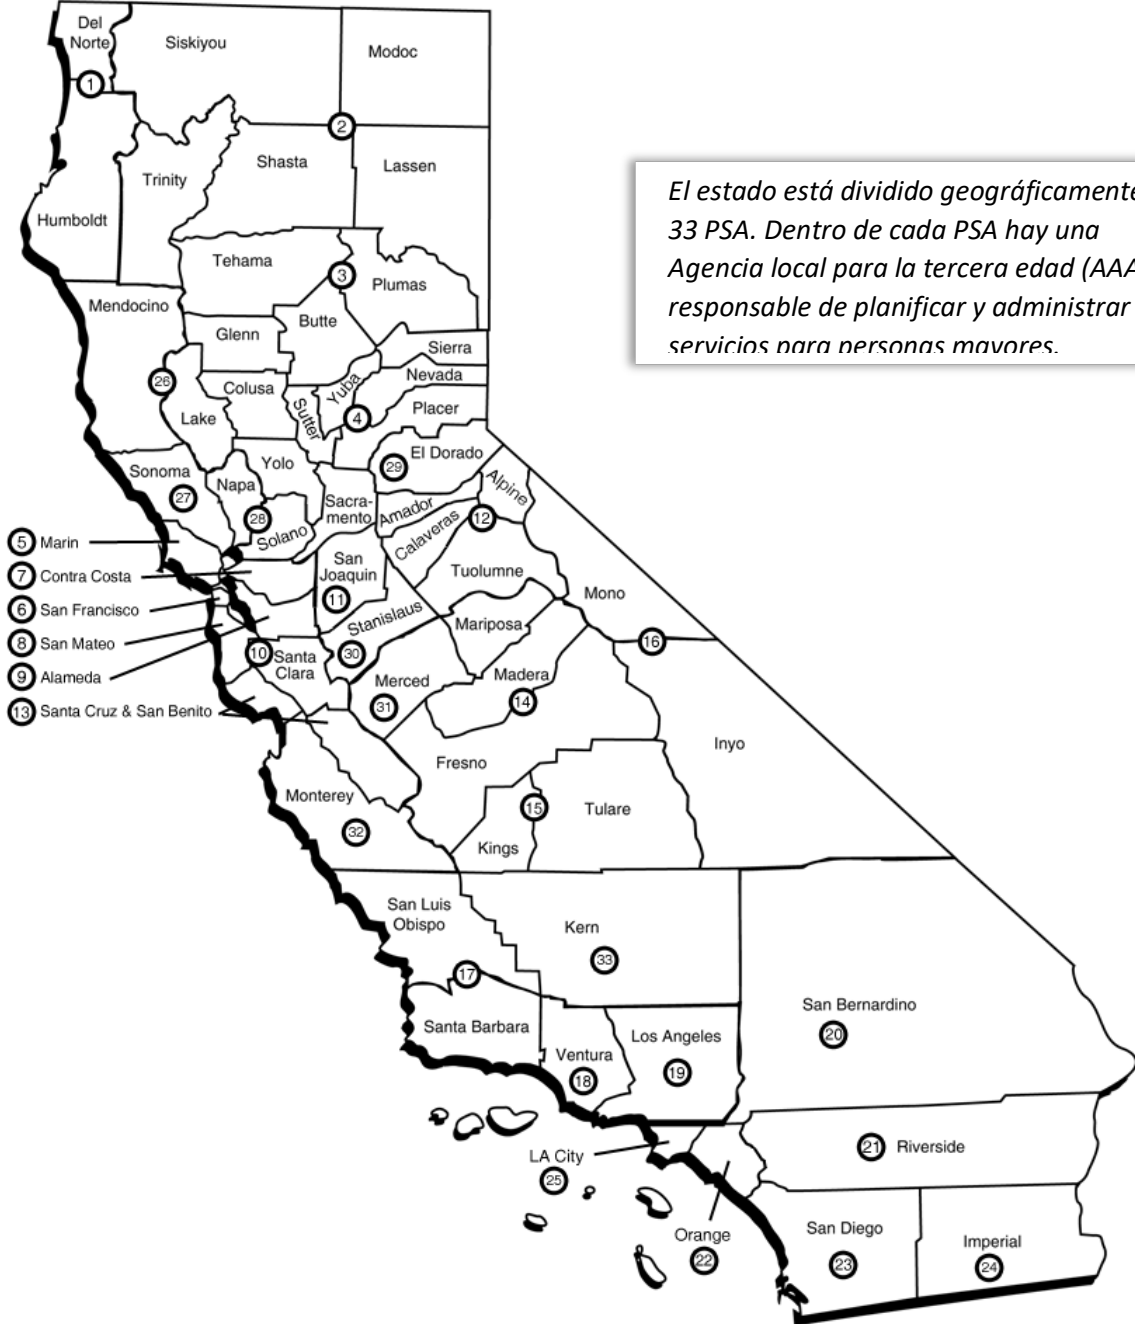 Del
Norte
Siskiyou
Modoc
1
2
Shasta
Lassen
Trinity
Humboldt
El estado está dividido geográficamente
33 PSA. Dentro de cada PSA hay una
Agencia local para la tercera edad (AAA
responsable de planificar y administrar
servicios para personas mayores.
Tehama
3
Plumas
Mendocino
Butte
Glenn
Sierra
Nevada
Yuba
26
Colusa
Sutter
Placer
Lake
4
El Dorado
29
Sonoma
Yolo
Napa
27
Alpine
Sacra-
mento
Amador
28
Solano
Calaveras
12
5 Marin
7 Contra Costa
6 San Francisco
8 San Mateo
9 Alameda
13 Santa Cruz & San Benito
San
Joaquin
11
Tuolumne
Mono
Stanislaus
Mariposa
16
10
Santa
Clara
30
Merced
31
Madera
14
Inyo
Fresno
Monterey
32
15
Tulare
Kings
San Luis
Obispo
Kern
33
17
Santa Barbara
San Bernardino
20
Los Angeles
19
Ventura
18
LA City
25
21 Riverside
Orange
22
San Diego
23
Imperial
24